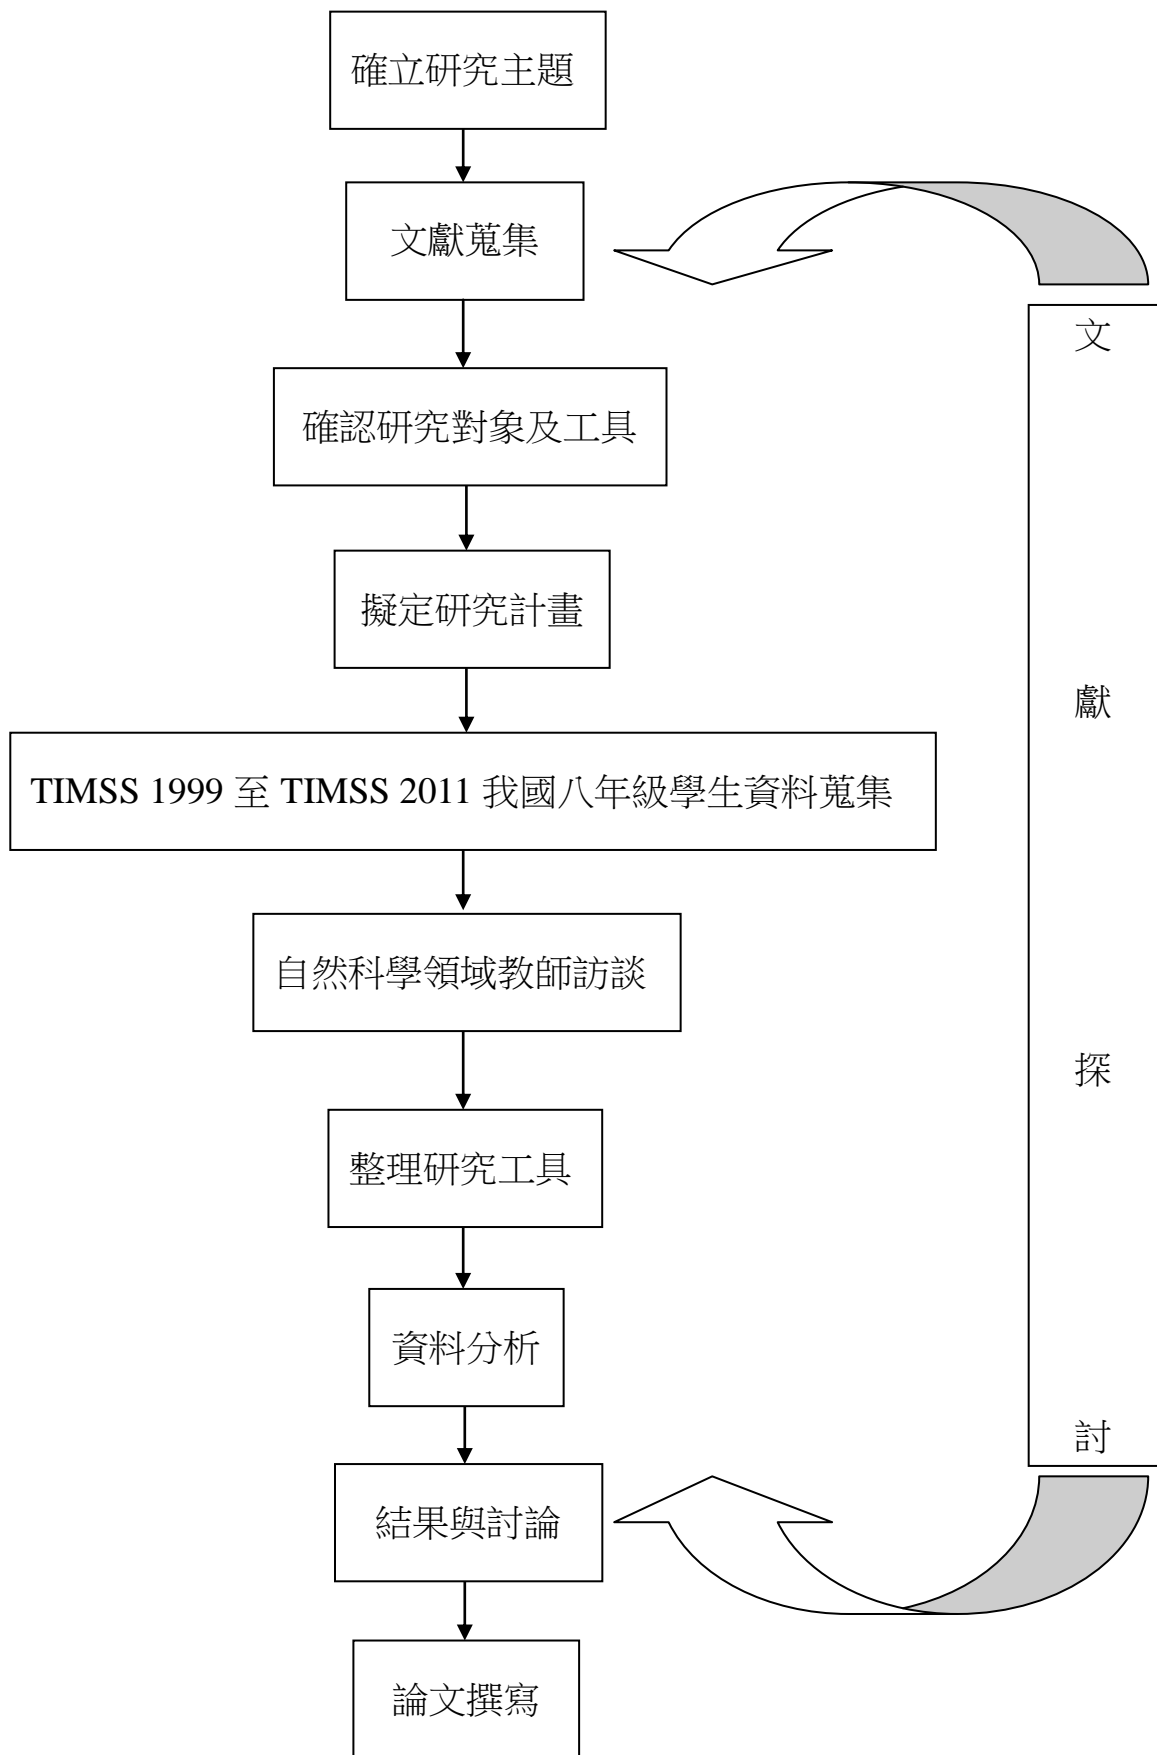 確立研究主題
文獻蒐集
確認研究對象及工具
擬定研究計畫
TIMSS 1999 至 TIMSS 2011 我國八年級學生資料蒐集
自然科學領域教師訪談
整理研究工具
資料分析
結果與討論
論文撰寫
文
獻
探
討